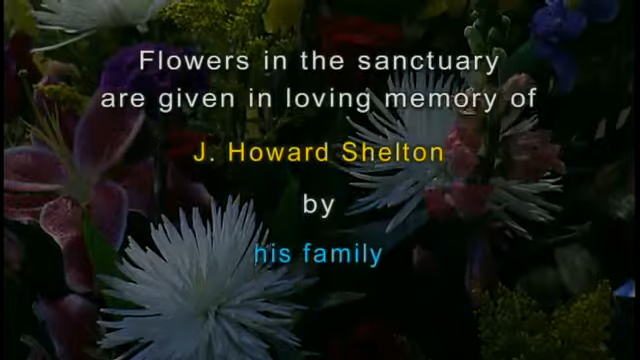 Flowers in the sanctuary
are given in loving memory of
J. Howard Shelton
by
his family